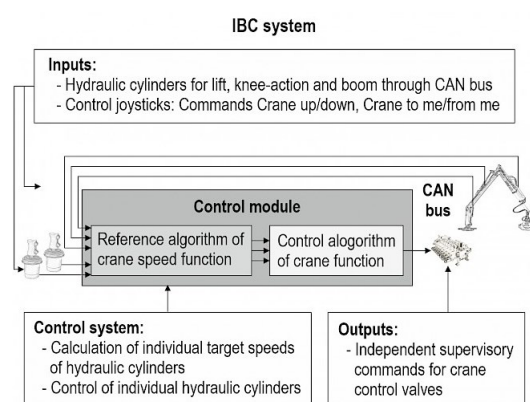 IBC system
Inputs:
- Hydraulic cylinders for lift, knee-action and boom through CAN bus
- Control joysticks: Commands Crane up/down, Crane to me/from me
CAN
bus
Control module
Reference algorithm of
crane speed function
Control alogorithm
of crane function
Control system:
- Calculation of individual target speeds
of hydraulic cylinders
- Control of individual hydraulic cylinders
Outputs:
- Independent supervisory
commands for crane
control valves